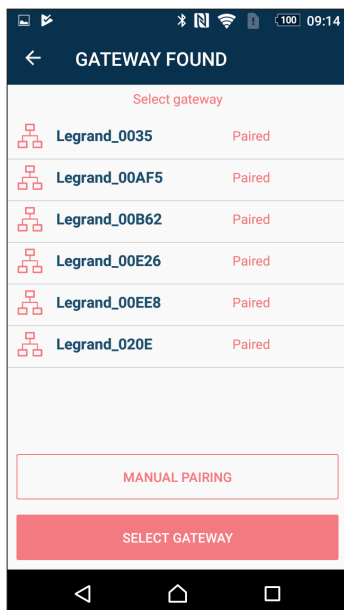 100 09:14
GATEWAY FOUND
Select gateway
Legrand_0035 Paired
Legrand_00AF5 Paired
Legrand_00B62 Paired
Legrand_00E26 Paired
Legrand_00EE8 Paired
Legrand_020E Paired
MANUAL PAIRING
SELECT GATEWAY